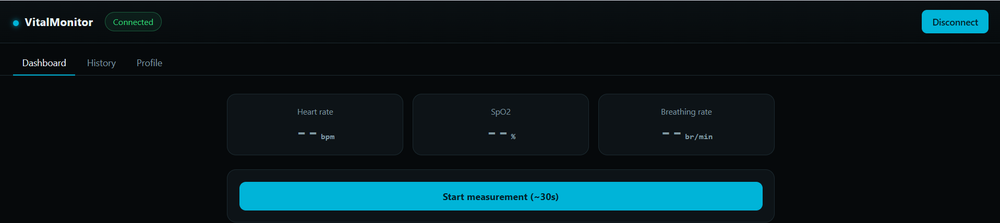 VitalMonitor Connected Disconnect
Dashboard History Profile
Heart rate SpO2 Breathing rate
-- bpm -- % -- br/min
Start measurement (~30s)